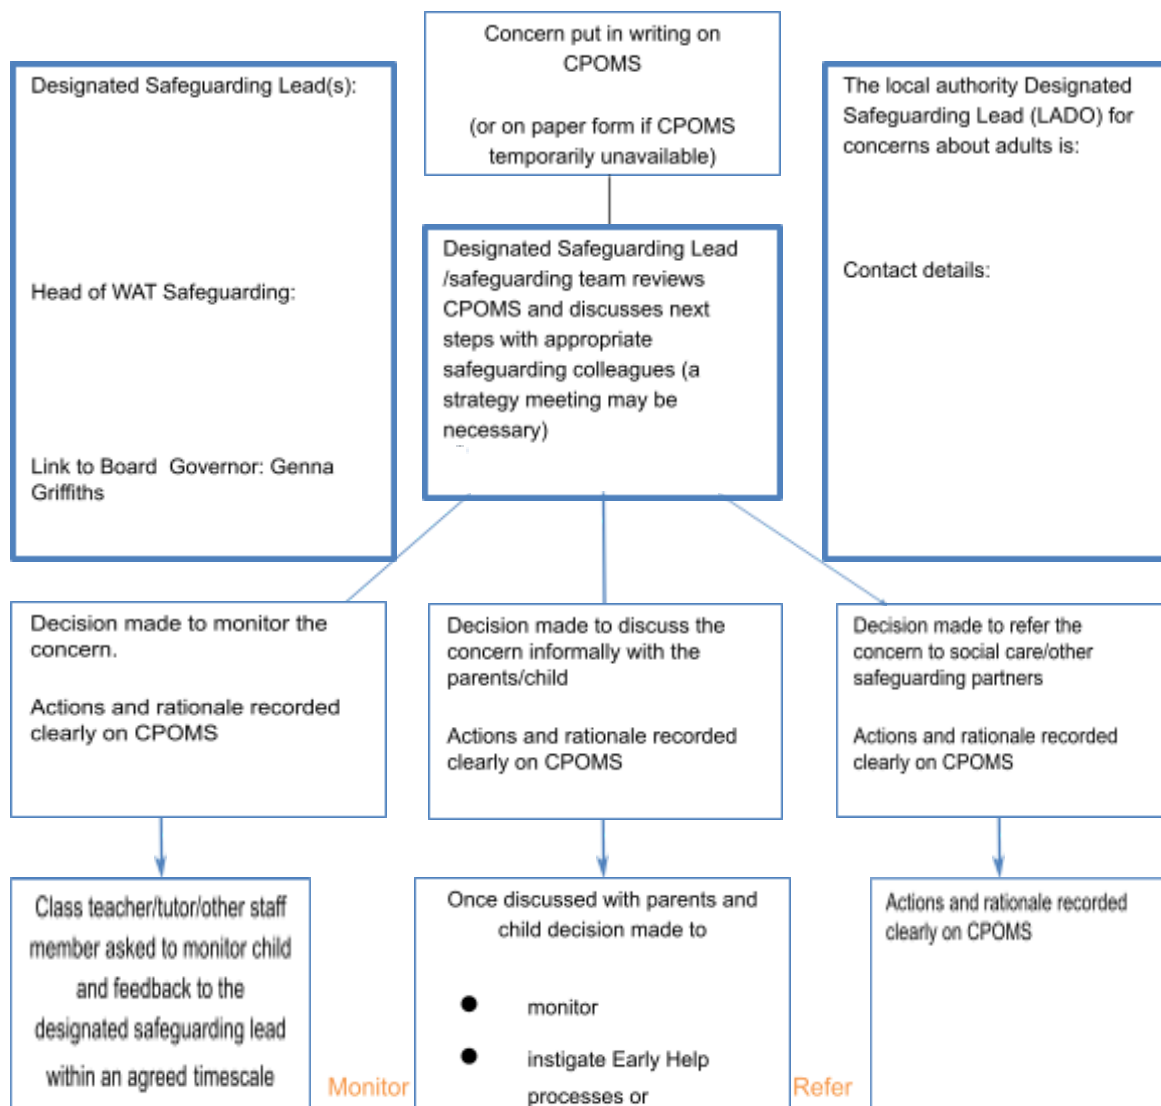 Concern put in writing on
CPOMS
(or on paper form if CPOMS
temporarily unavailable)
Designated Safeguarding Lead(s):
Head of WAT Safeguarding:
Link to Board  Governor: Genna
Griffiths
Designated Safeguarding Lead
/safeguarding team reviews
CPOMS and discusses next
steps with appropriate
safeguarding colleagues (a
strategy meeting may be
necessary)
The local authority Designated
Safeguarding Lead (LADO) for
concerns about adults is:
Contact details:
Decision made to monitor the
concern.
Actions and rationale recorded
clearly on CPOMS
Decision made to discuss the
concern informally with the
parents/child
Actions and rationale recorded
clearly on CPOMS
Decision made to refer the
concern to social care/other
safeguarding partners
Actions and rationale recorded
clearly on CPOMS
Class teacher/tutor/other staff
member asked to monitor child
and feedback to the
designated safeguarding lead
within an agreed timescale
Monitor
Once discussed with parents and
child decision made to
● monitor
● instigate Early Help
processes or
Refer
Actions and rationale recorded
clearly on CPOMS